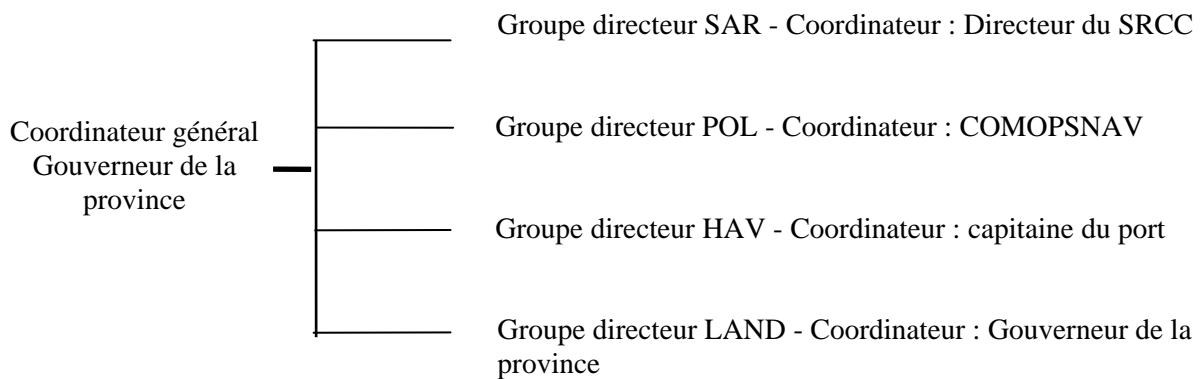 Coordinateur général
Gouverneur de la
province
Groupe directeur SAR - Coordinateur : Directeur du SRCC
Groupe directeur POL - Coordinateur : COMOPSNAV
Groupe directeur HAV - Coordinateur : capitaine du port
Groupe directeur LAND - Coordinateur : Gouverneur de la
province